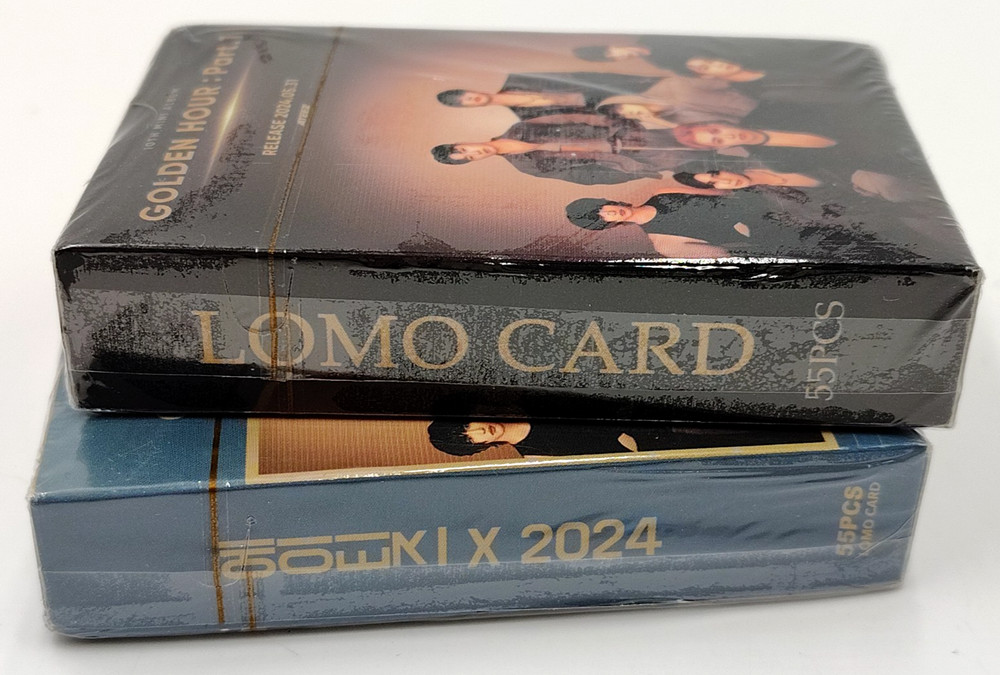 10TH MINI ALBUM
GOLDEN HOUR : Part.1
RELEASE 2024.05.31
LOMO CARD
55PCS
X 2024
55PCS
LOMO CARD